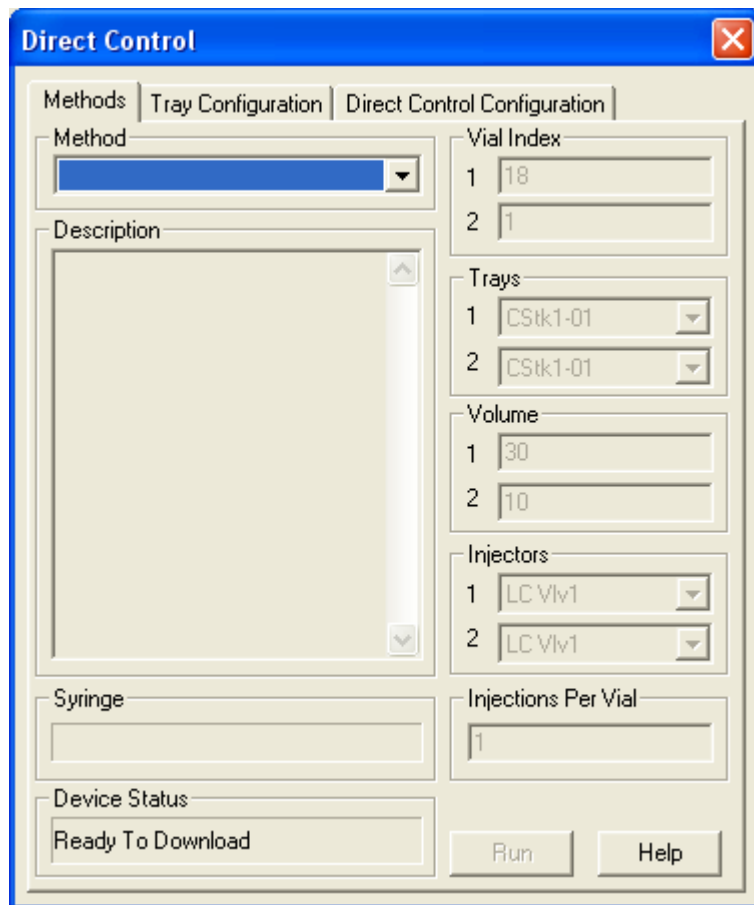 Direct Control
Methods Tray Configuration Direct Control Configuration
Method
Description
Syringe
Device Status
Ready To Download
Vial Index
1 18
2 1
Trays
1 CStk1-01
2 CStk1-01
Volume
1 30
2 10
Injectors
1 LC Vlv1
2 LC Vlv1
Injections Per Vial
1
Run Help